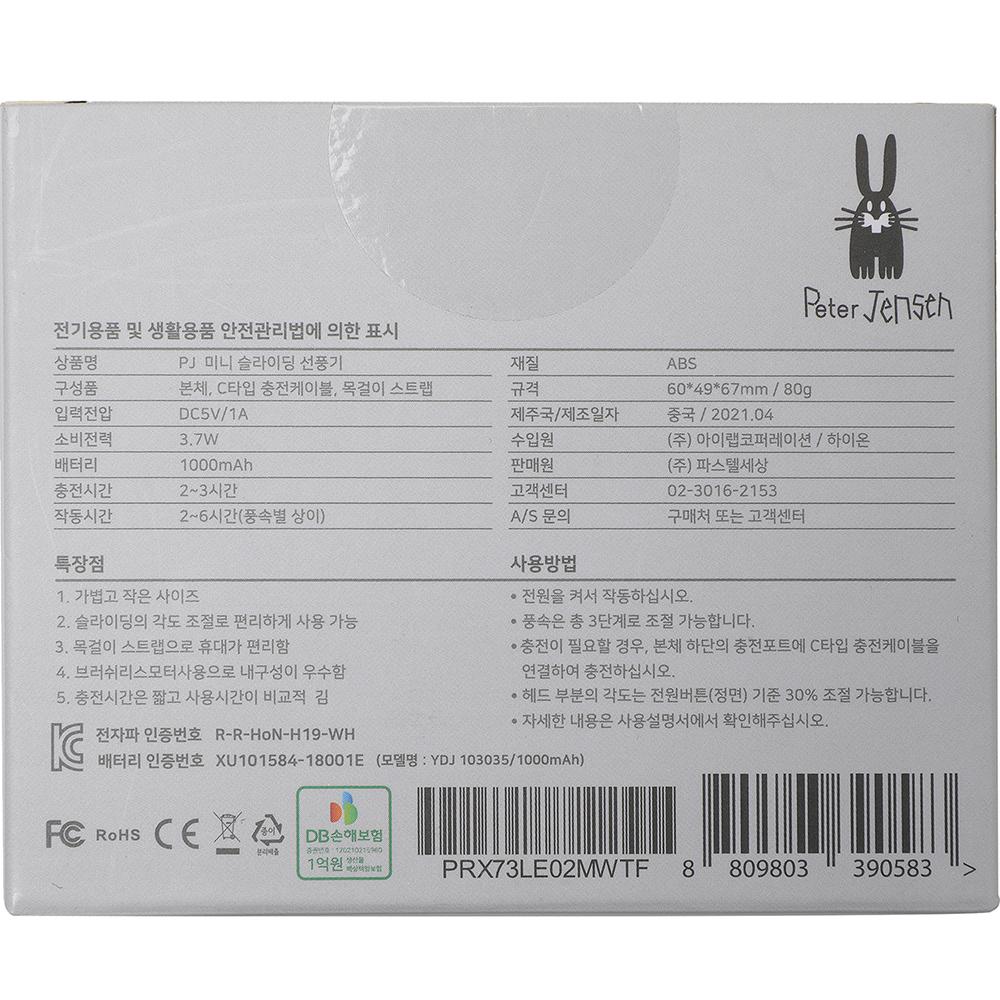 Peter Jensen
전기용품 및 생활용품 안전관리법에 의한 표시
상품명 PJ 미니 슬라이딩 선풍기
구성품 본체, C타입 충전케이블, 목걸이 스트랩
입력전압 DC5V/1A
소비전력 3.7W
배터리 1000mAh
충전시간 2~3시간
작동시간 2~6시간(풍속별 상이)
재질 ABS
규격 60*49*67mm / 80g
제주국/제조일자 중국 / 2021.04
수입원 (주) 아이랩코퍼레이션 / 하이온
판매원 (주) 파스텔세상
고객센터 02-3016-2153
A/S 문의 구매처 또는 고객센터
특장점
1. 가볍고 작은 사이즈
2. 슬라이딩의 각도 조절로 편리하게 사용 가능
3. 목걸이 스트랩으로 휴대가 편리함
4. 브러쉬리스모터사용으로 내구성이 우수함
5. 충전시간은 짧고 사용시간이 비교적 김
사용방법
• 전원을 켜서 작동하십시오.
• 풍속은 총 3단계로 조절 가능합니다.
• 충전이 필요할 경우, 본체 하단의 충전포트에 C타입 충전케이블을
연결하여 충전하십시오.
• 헤드 부분의 각도는 전원버튼(정면) 기준 30% 조절 가능합니다.
• 자세한 내용은 사용설명서에서 확인해주십시오.
전자파 인증번호 R-R-HoN-H19-WH
배터리 인증번호 XU101584-18001E (모델명 : YDJ 103035/1000mAh)
FC RoHS CE
종이
분리배출
DB손해보험
증권번호 : 170210215960
1억원 생산물
배상책임보험
PRX73LE02MWTF
8 809803 390583 >